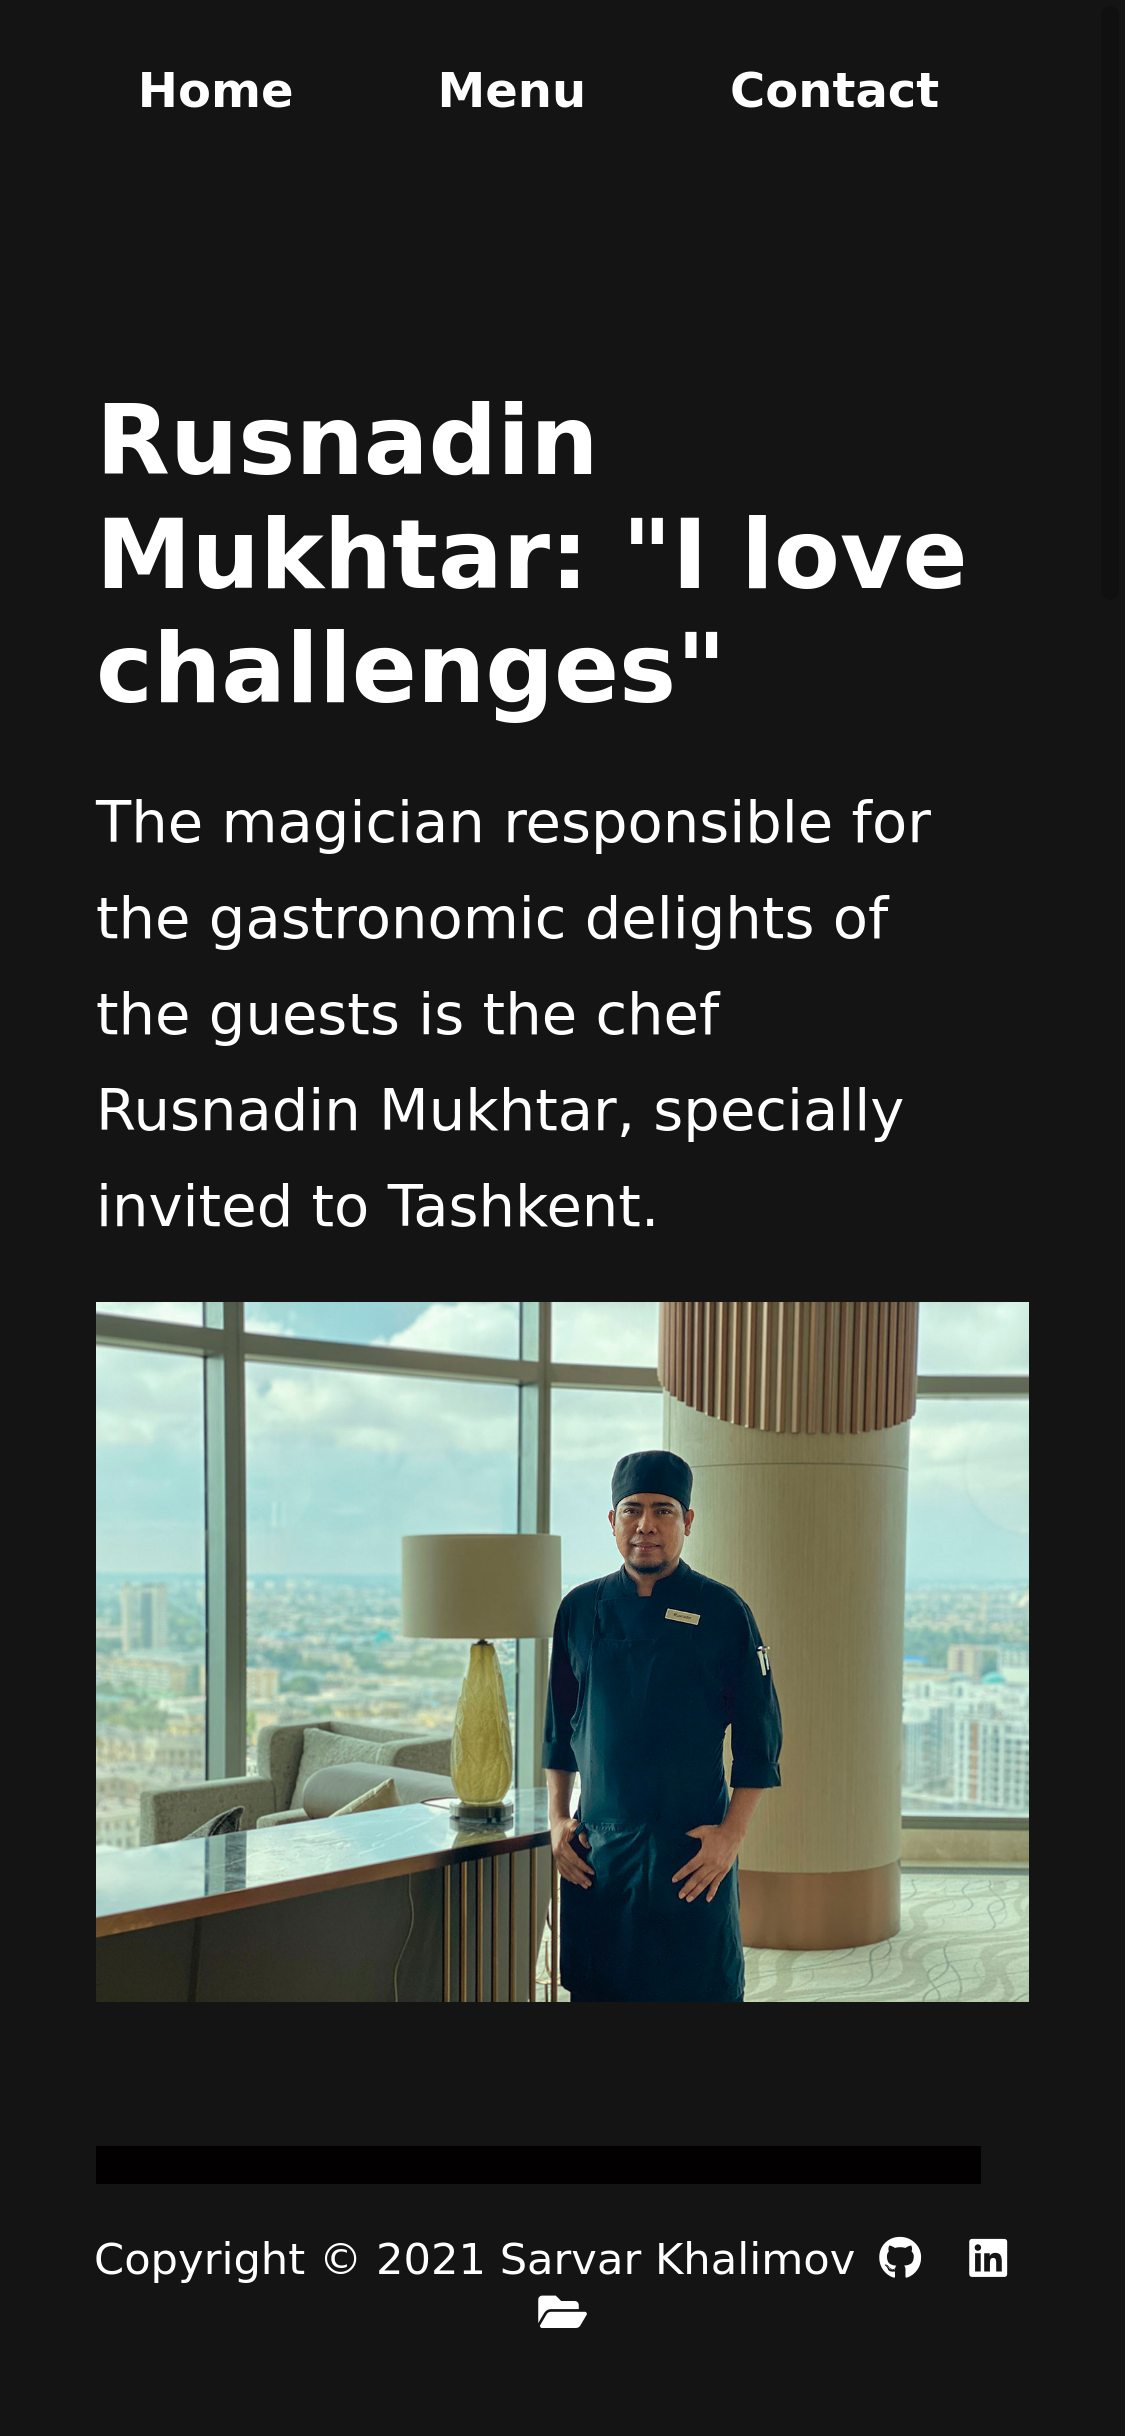 Home Menu Contact
Rusnadin
Mukhtar: "I love
challenges"
The magician responsible for
the gastronomic delights of
the guests is the chef
Rusnadin Mukhtar, specially
invited to Tashkent.
Copyright © 2021 Sarvar Khalimov